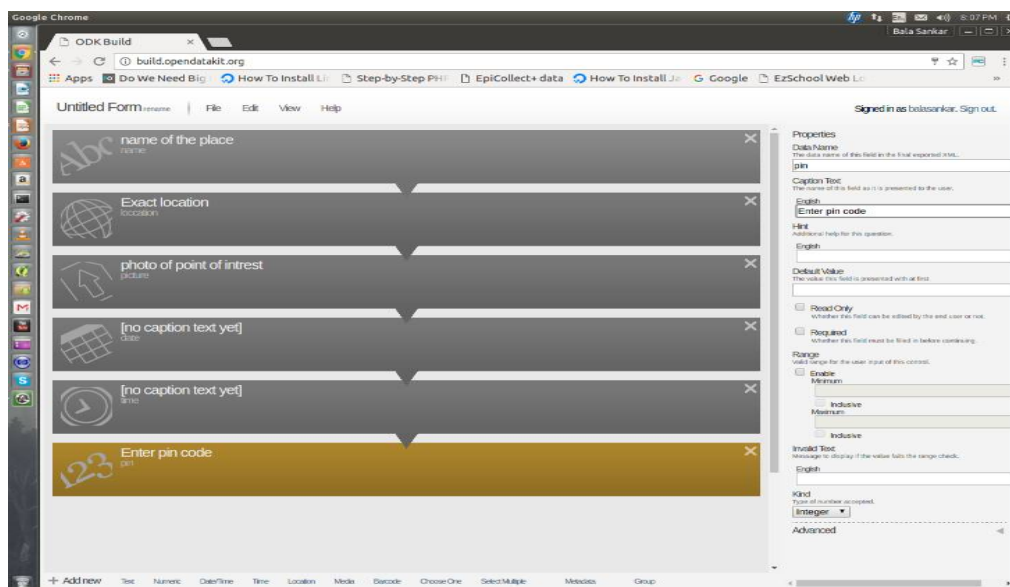 Google Chrome
8:07 PM
Bala Sankar
ODK Build
build.opendatakit.org
Apps Do We Need Big How To Install Li Step-by-Step PHP EpiCollect+ data How To Install Ja Google EzSchool Web Lo
Untitled Form rename File Edit View Help Signed in as balasankar. Sign out.
name of the place
name
Exact location
loccation
photo of point of intrest
picture
[no caption text yet]
date
[no caption text yet]
time
Enter pin code
pin
Properties
Data Name
The data name of this field in the final exported XML.
pin
Caption Text
The name of this field as it is presented to the user.
English
Enter pin code
Hint
Additional help for this question.
English
Default Value
The value this field is presented with at first.
Read Only
Whether this field can be edited by the end user or not.
Required
Whether this field must be filled in before continuing.
Range
Valid range for the user input of this control.
Enable
Minimum
Inclusive
Maximum
Inclusive
Invalid Text
Message to display if the value fails the range check.
English
Kind
Type of number accepted.
Integer
Advanced
+ Add new Text Numeric Date/Time Time Location Media Barcode Choose One Select Multiple Metadata Group